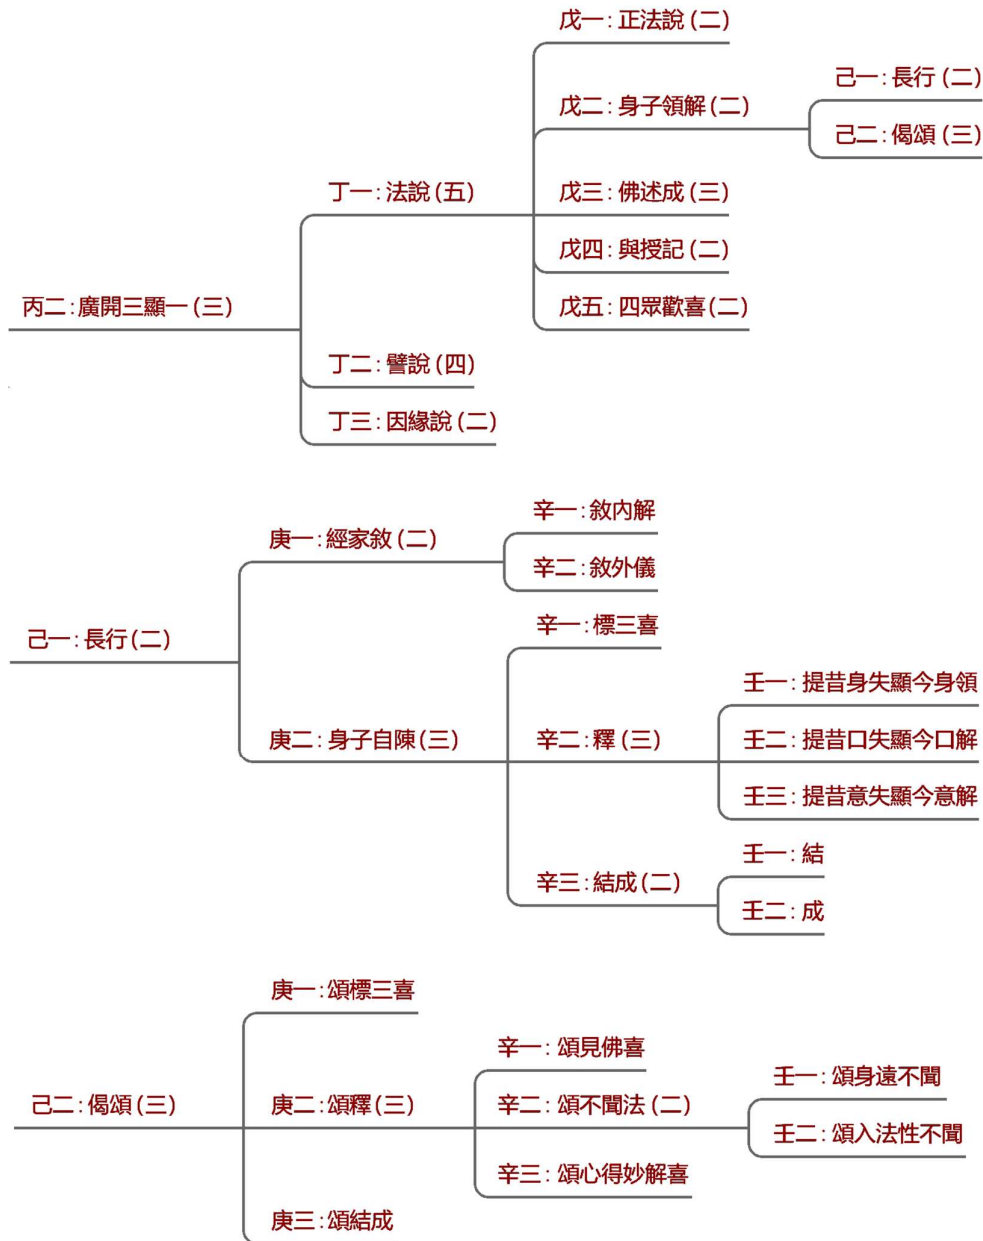 丙二:廣開三顯一(三)
丁一:法說(五)
戊一:正法說(二)
戊二:身子領解(二)
己一:長行(二)
己二:偈頌(三)
戊三:佛述成(三)
戊四:與授記(二)
戊五:四眾歡喜(二)
丁二:譬說(四)
丁三:因緣說(二)
己一:長行(二)
庚一:經家敘(二)
辛一:敘內解
辛二:敘外儀
庚二:身子自陳(三)
辛一:標三喜
辛二:釋(三)
壬一:提昔身失顯今身領
壬二:提昔口失顯今口解
壬三:提昔意失顯今意解
辛三:結成(二)
壬一:結
壬二:成
己二:偈頌(三)
庚一:頌標三喜
庚二:頌釋(三)
辛一:頌見佛喜
辛二:頌不聞法(二)
壬一:頌身遠不聞
壬二:頌入法性不聞
辛三:頌心得妙解喜
庚三:頌結成